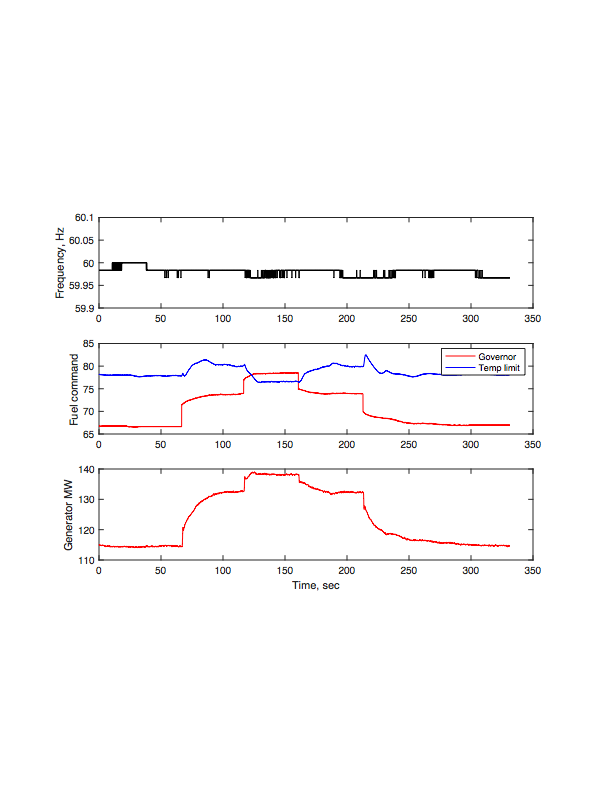 Frequency, Hz
60.1
60.05
60
59.95
59.9
0 50 100 150 200 250 300 350
Fuel command
85
80
75
70
65
Governor
Temp limit
0 50 100 150 200 250 300 350
Generator MW
140
130
120
110
0 50 100 150 200 250 300 350
Time, sec